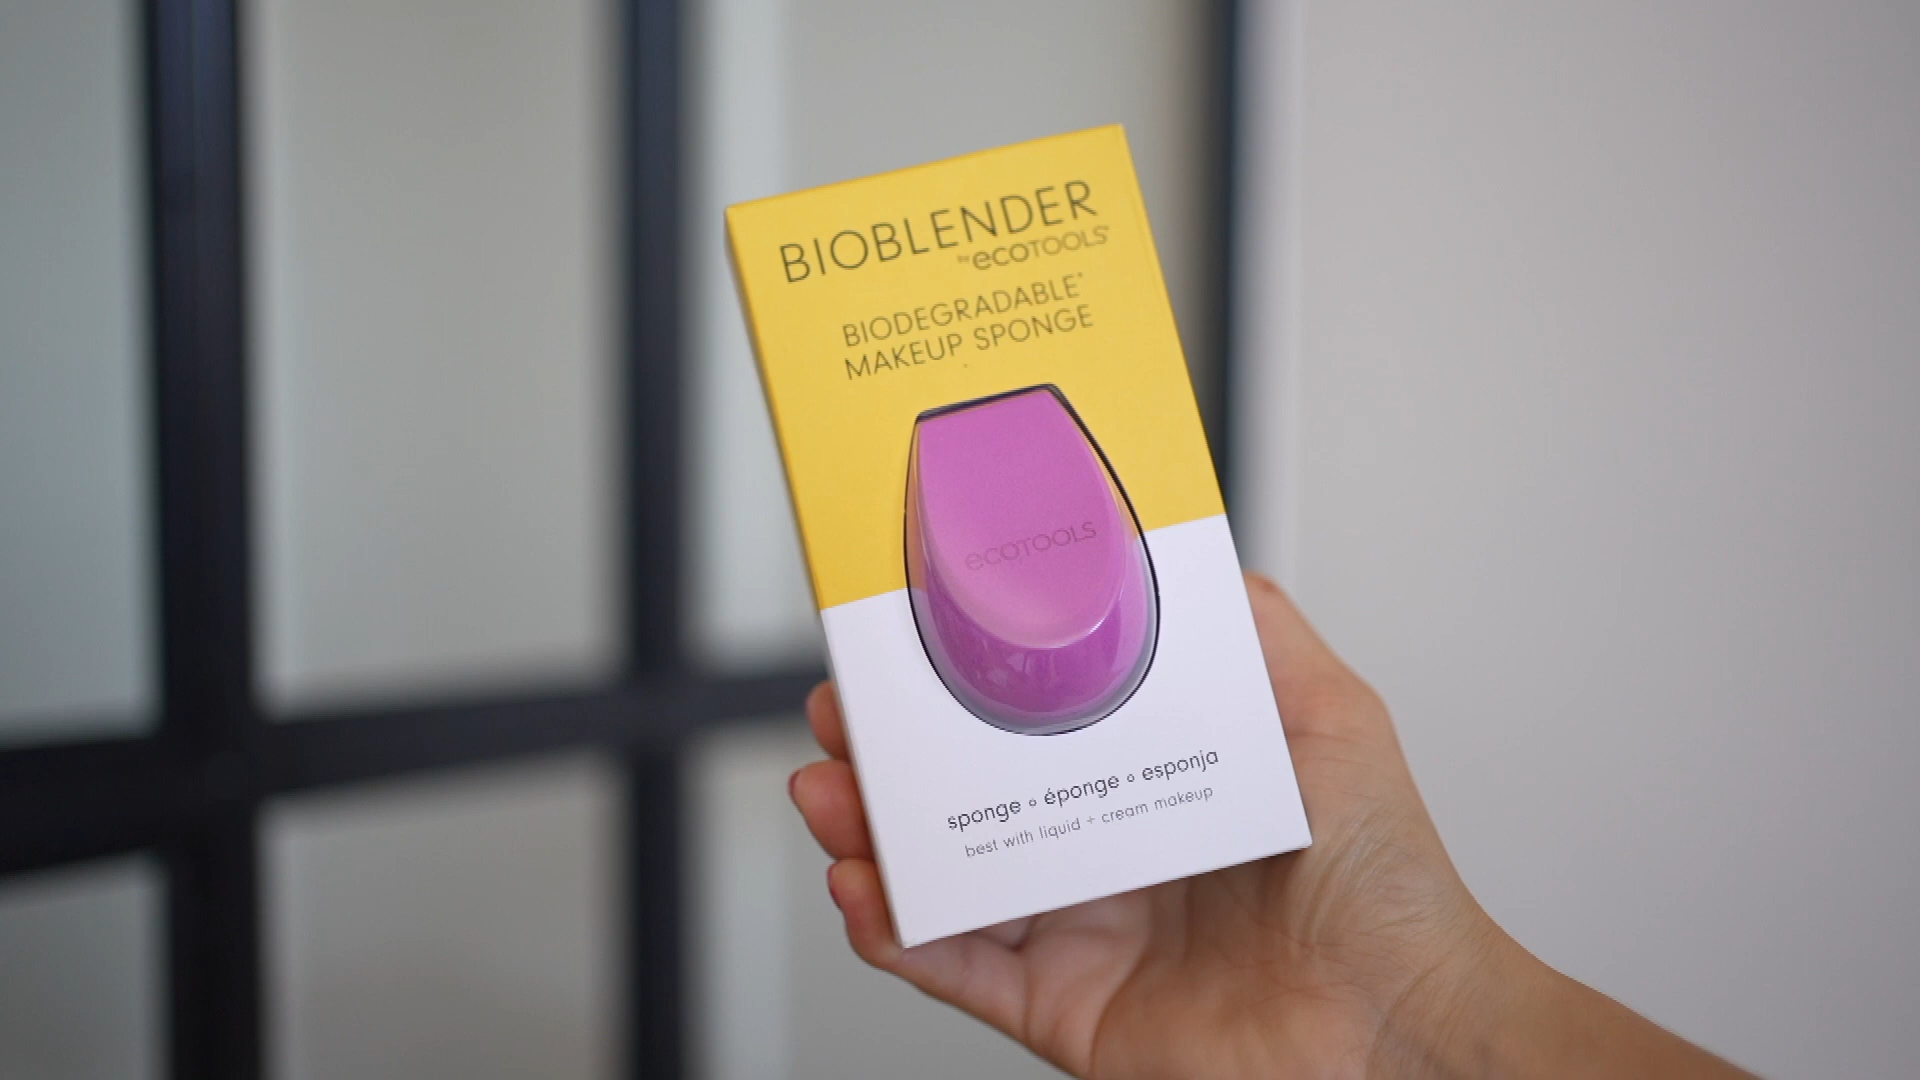 BIOBLENDER
by ecoTOOLS®
BIODEGRADABLE*
MAKEUP SPONGE
ecoTOOLS
sponge ∘ éponge ∘ esponja
best with liquid + cream makeup